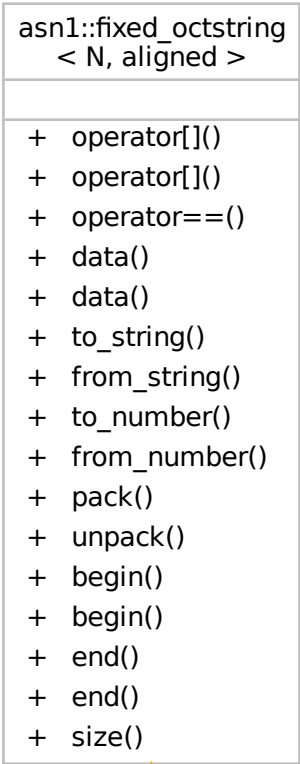 asn1::fixed_octstring
< N, aligned >
+ operator[]()
+ operator[]()
+ operator==()
+ data()
+ data()
+ to_string()
+ from_string()
+ to_number()
+ from_number()
+ pack()
+ unpack()
+ begin()
+ begin()
+ end()
+ end()
+ size()